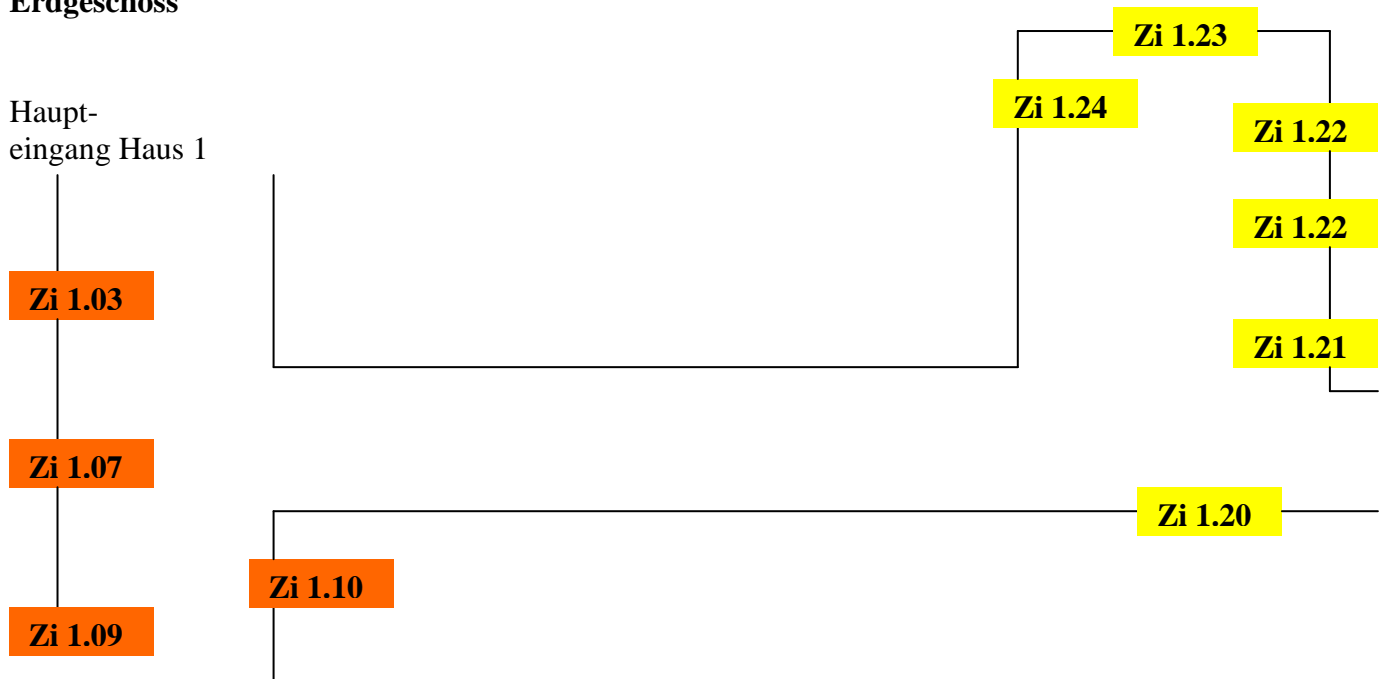 Erdgeschoss
Zi 1.23
Zi 1.24
Haupt-
eingang Haus 1
Zi 1.22
Zi 1.22
Zi 1.03
Zi 1.21
Zi 1.07
Zi 1.20
Zi 1.10
Zi 1.09